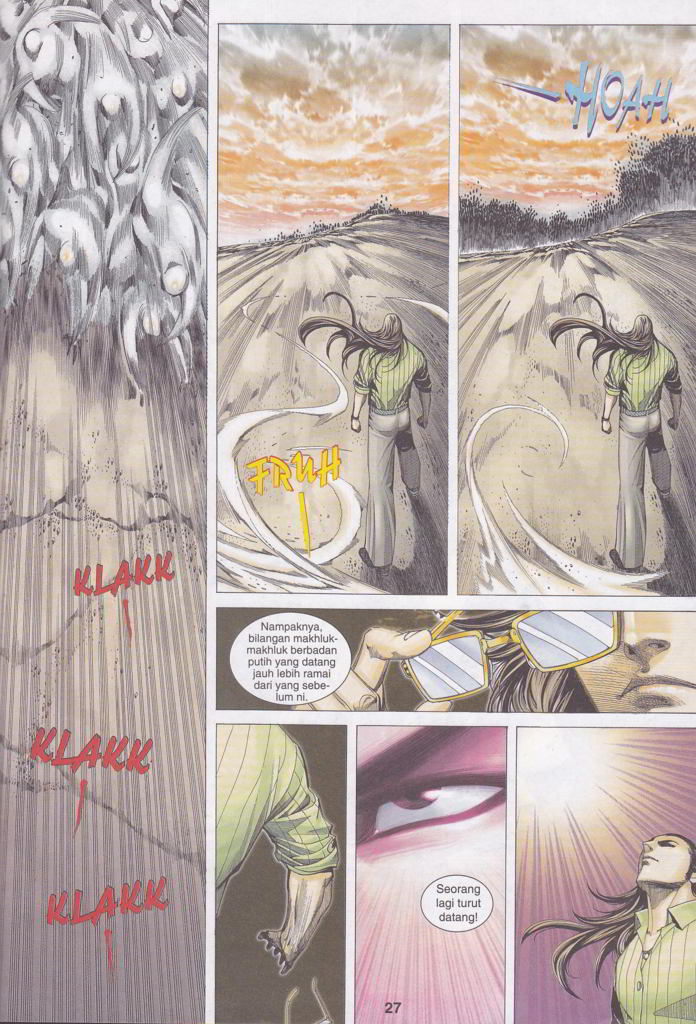 KLAKK!
KLAKK!
KLAKK!
FRUH!
HOAH
Nampaknya,
bilangan makhluk-
makhluk berbadan
putih yang datang
jauh lebih ramai
dari yang sebe-
lum ni.
Seorang
lagi turut
datang!
27